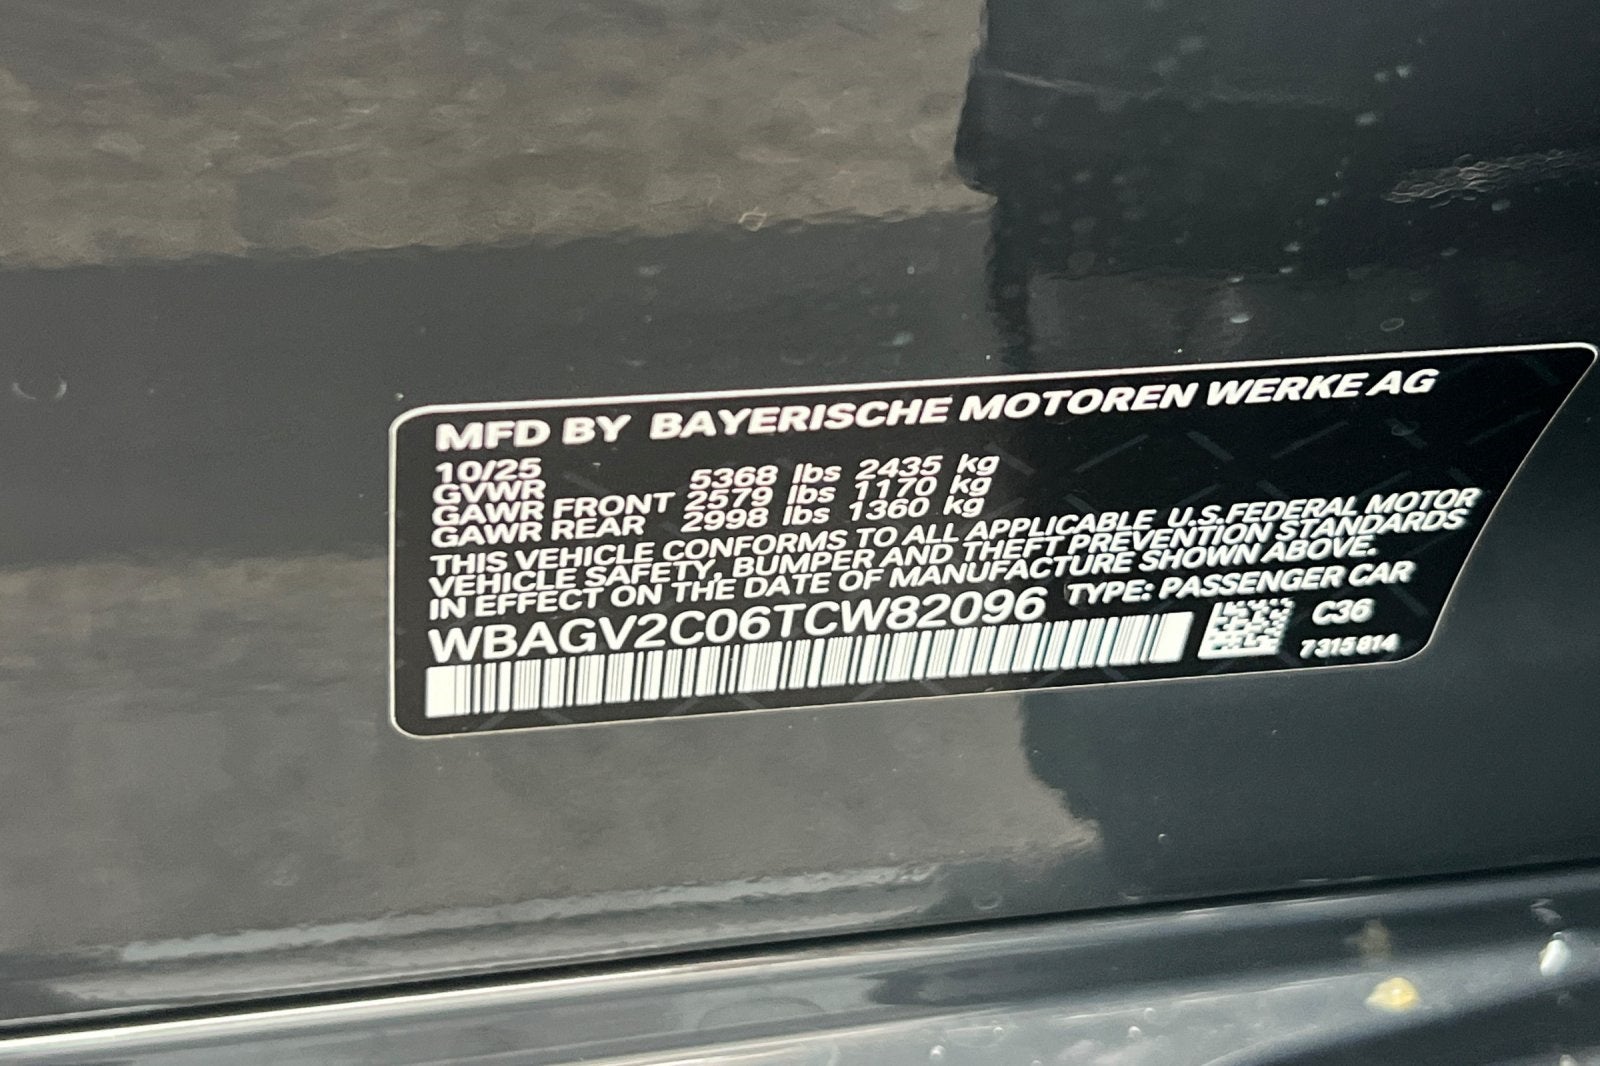 MFD BY BAYERISCHE MOTOREN WERKE AG
10/25
GVWR 5368 lbs 2435 kg
GAWR FRONT 2579 lbs 1170 kg
GAWR REAR 2998 lbs 1360 kg
THIS VEHICLE CONFORMS TO ALL APPLICABLE U.S.FEDERAL MOTOR
VEHICLE SAFETY, BUMPER AND THEFT PREVENTION STANDARDS
IN EFFECT ON THE DATE OF MANUFACTURE SHOWN ABOVE.
WBAGV2C06TCW82096 TYPE: PASSENGER CAR
C36
7315814